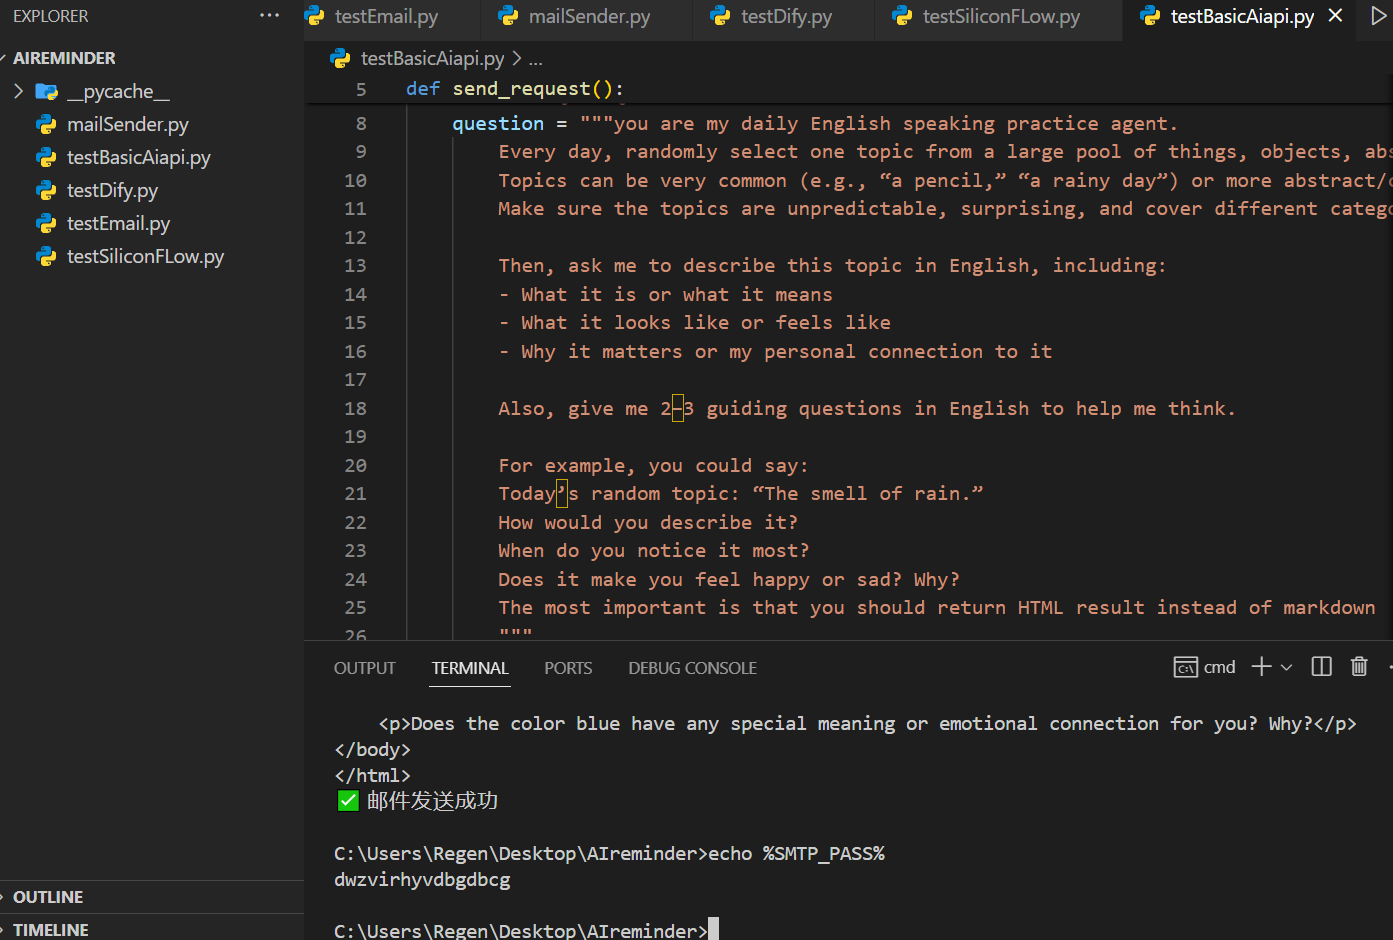 EXPLORER
testEmail.py
mailSender.py
testDify.py
testSiliconFLow.py
testBasicAiapi.py
AIREMINDER
__pycache__
mailSender.py
testBasicAiapi.py
testDify.py
testEmail.py
testSiliconFLow.py
OUTLINE
TIMELINE
testBasicAiapi.py > ...
5 def send_request():
8 question = """you are my daily English speaking practice agent.
9 Every day, randomly select one topic from a large pool of things, objects, abs
10 Topics can be very common (e.g., “a pencil,” “a rainy day”) or more abstract/
11 Make sure the topics are unpredictable, surprising, and cover different catego
12
13 Then, ask me to describe this topic in English, including:
14 - What it is or what it means
15 - What it looks like or feels like
16 - Why it matters or my personal connection to it
17
18 Also, give me 2–3 guiding questions in English to help me think.
19
20 For example, you could say:
21 Today’s random topic: “The smell of rain.”
22 How would you describe it?
23 When do you notice it most?
24 Does it make you feel happy or sad? Why?
25 The most important is that you should return HTML result instead of markdown
26 """
OUTPUT TERMINAL PORTS DEBUG CONSOLE cmd
<p>Does the color blue have any special meaning or emotional connection for you? Why?</p>
</body>
</html>
✅ 邮件发送成功
C:\Users\Regen\Desktop\AIreminder>echo %SMTP_PASS%
dwzvirhyvdbgdbcg
C:\Users\Regen\Desktop\AIreminder>